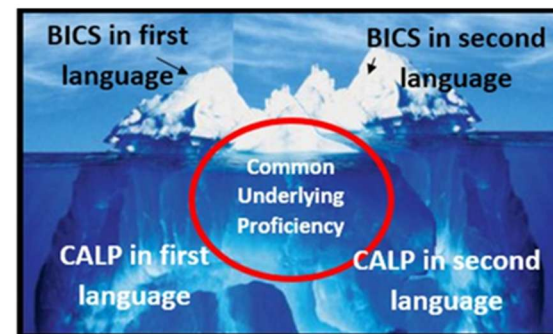 BICS in first
language
BICS in second
language
Common
Underlying
Proficiency
CALP in first
language
CALP in second
language